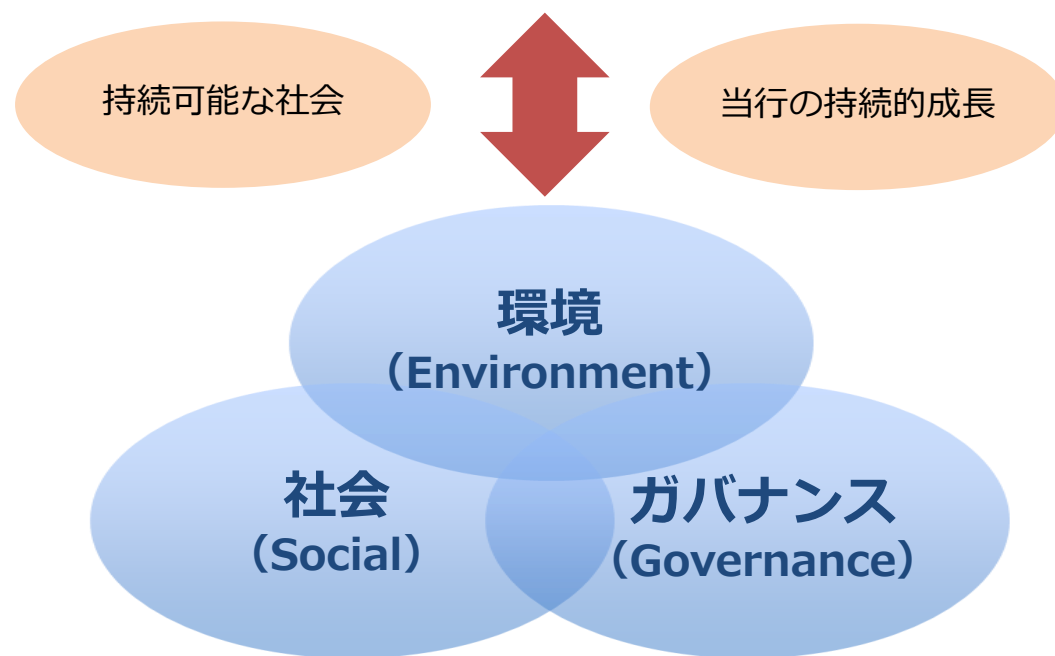 持続可能な社会
当行の持続的成長
環境
（Environment）
社会
（Social）
ガバナンス
（Governance）